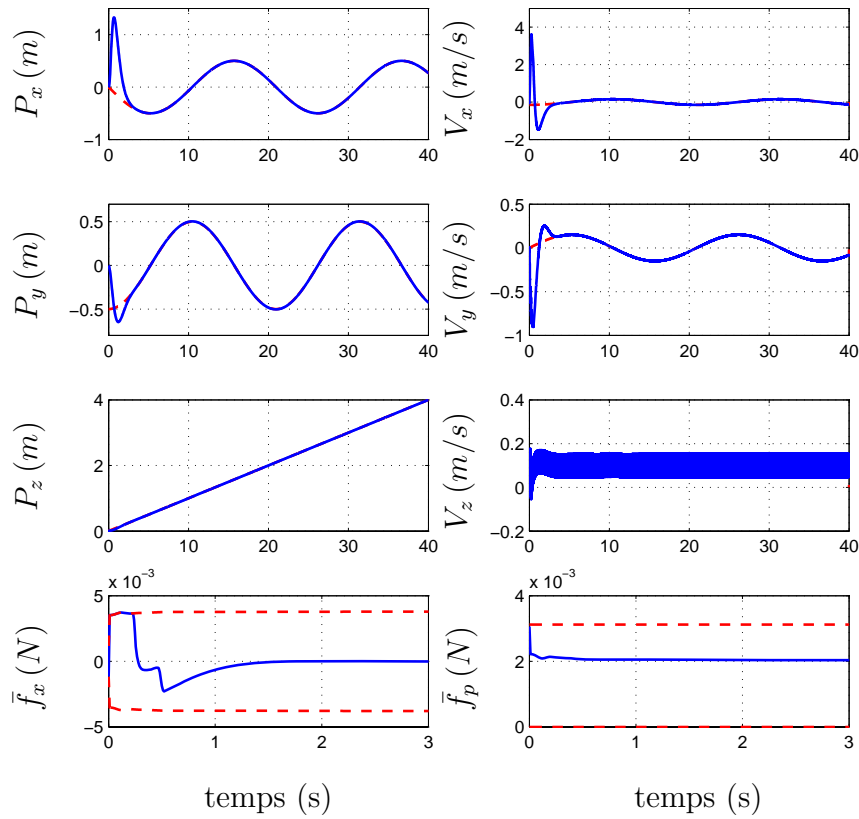 1
0
−1
0 10 20 30 40
P_x (m)
4
2
0
−2
0 10 20 30 40
V_x (m/s)
0.5
0
−0.5
0 10 20 30 40
P_y (m)
0.5
0
−1
0 10 20 30 40
V_y (m/s)
4
2
0
0 10 20 30 40
P_z (m)
0.4
0.2
0
−0.2
0 10 20 30 40
V_z (m/s)
x 10⁻³
5
0
−5
0 1 2 3
f̅_x (N)
temps (s)
x 10⁻³
4
2
0
0 1 2 3
f̅_p (N)
temps (s)